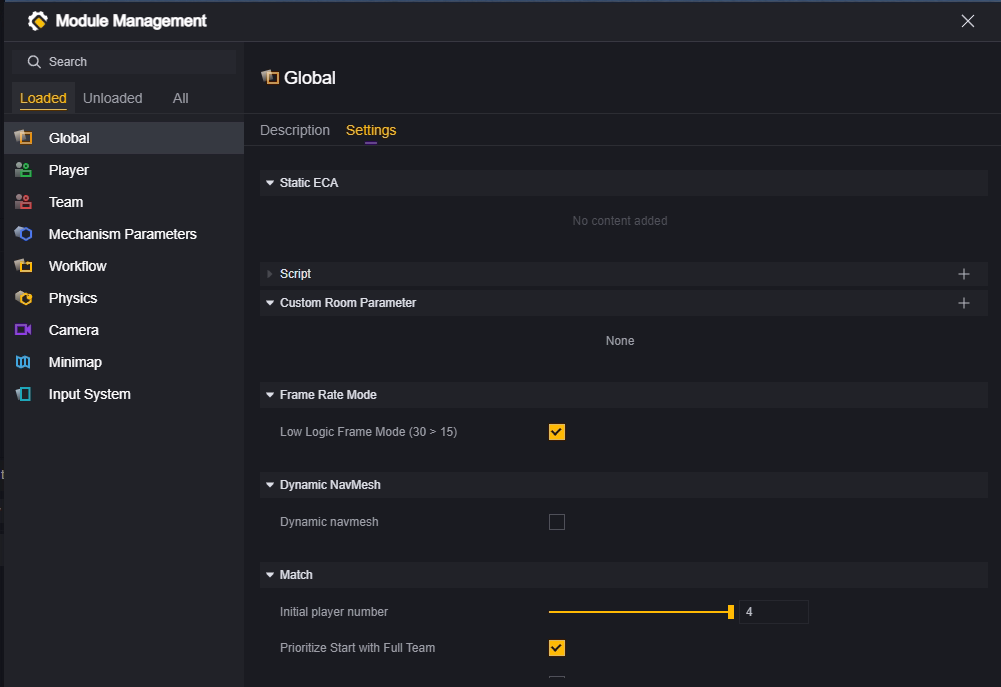 Module Management
Search
Loaded Unloaded All
Global
Player
Team
Mechanism Parameters
Workflow
Physics
Camera
Minimap
Input System
Global
Description Settings
Static ECA
No content added
Script
Custom Room Parameter
None
Frame Rate Mode
Low Logic Frame Mode (30 > 15)
Dynamic NavMesh
Dynamic navmesh
Match
Initial player number 4
Prioritize Start with Full Team